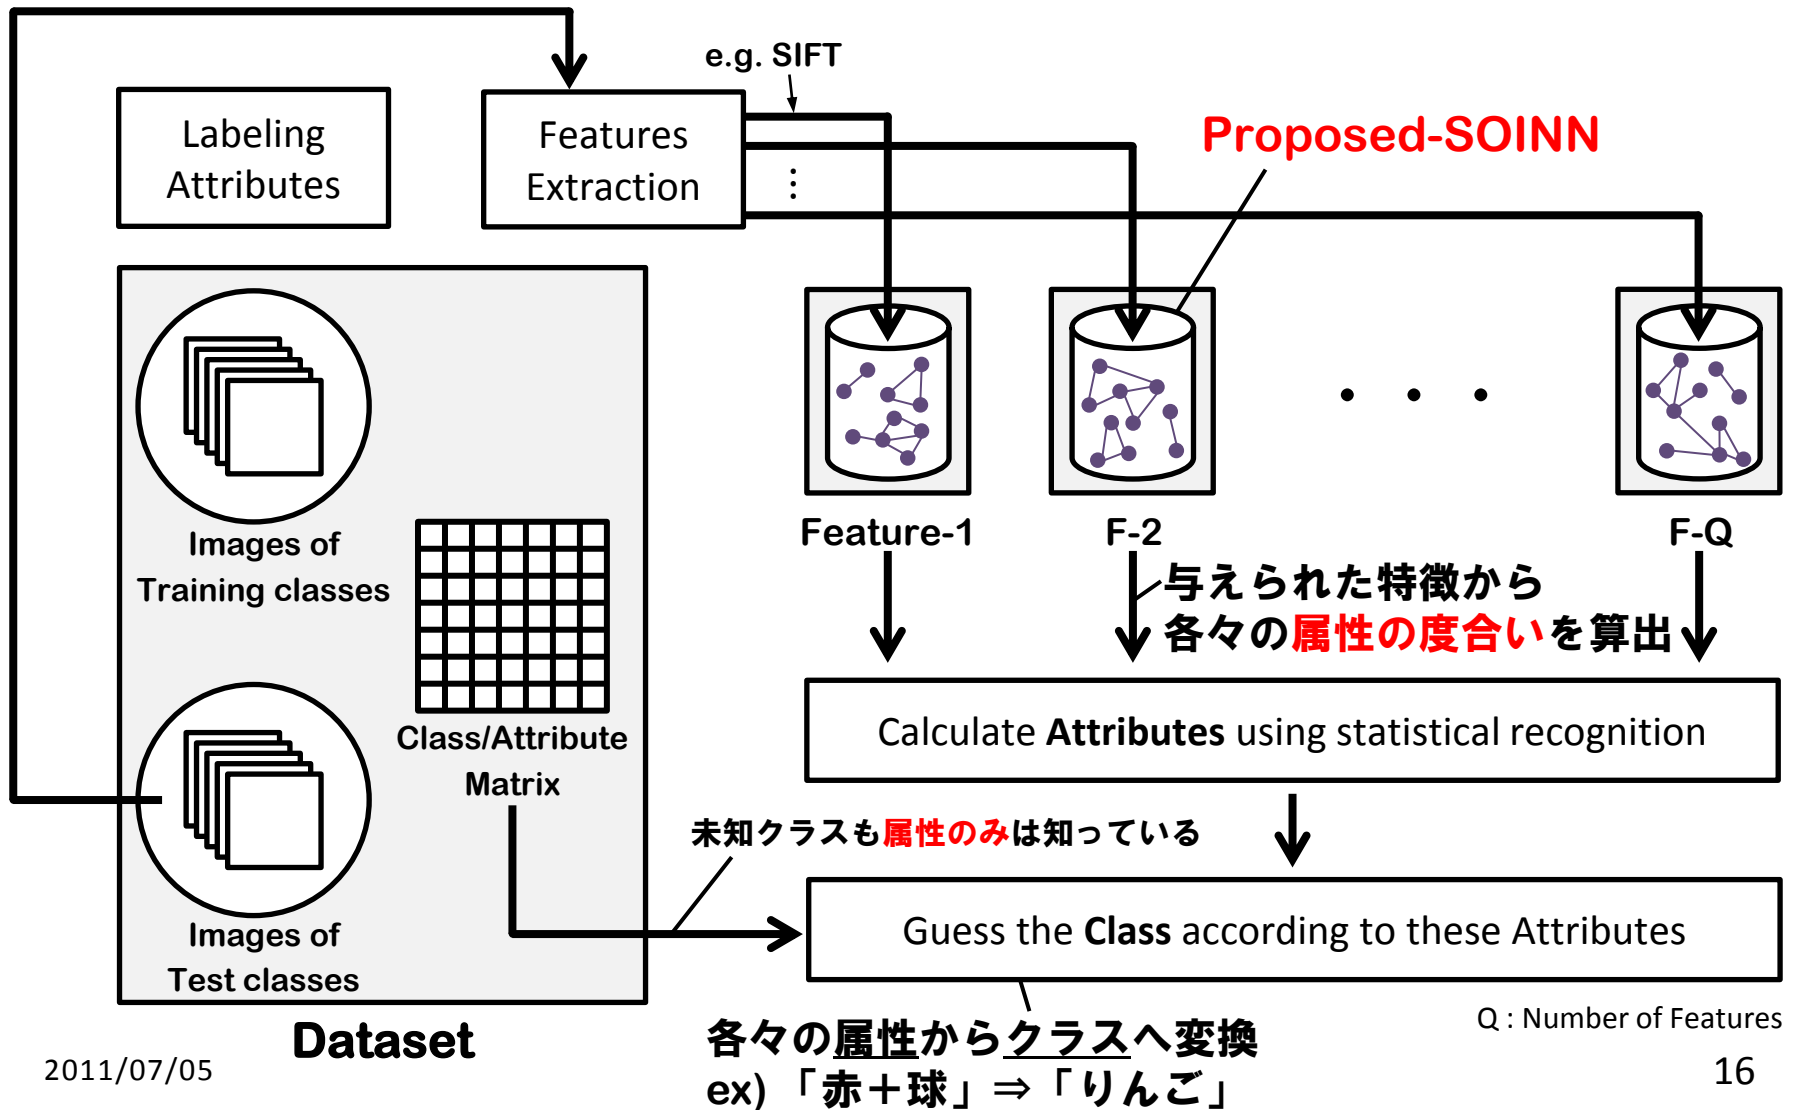 e.g. SIFT
Labeling
Attributes
Features
Extraction
⋮
Proposed-SOINN
Images of
Training classes
Class/Attribute
Matrix
Images of
Test classes
Dataset
Feature-1
F-2
・ ・ ・
F-Q
与えられた特徴から
各々の属性の度合いを算出
Calculate Attributes using statistical recognition
未知クラスも属性のみは知っている
Guess the Class according to these Attributes
各々の属性からクラスへ変換
ex) 「赤＋球」⇒「りんご」
Q : Number of Features
2011/07/05
16